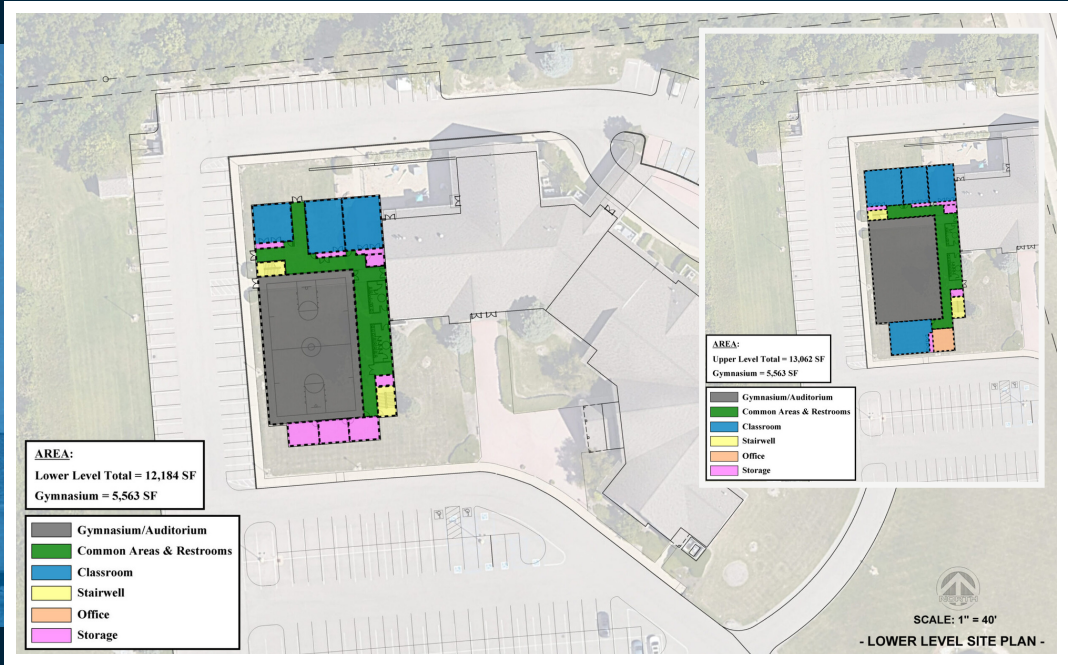 AREA:
Upper Level Total = 13,062 SF
Gymnasium = 5,563 SF
Gymnasium/Auditorium
Common Areas & Restrooms
Classroom
Stairwell
Office
Storage
AREA:
Lower Level Total = 12,184 SF
Gymnasium = 5,563 SF
Gymnasium/Auditorium
Common Areas & Restrooms
Classroom
Stairwell
Office
Storage
NORTH
SCALE: 1" = 40'
- LOWER LEVEL SITE PLAN -